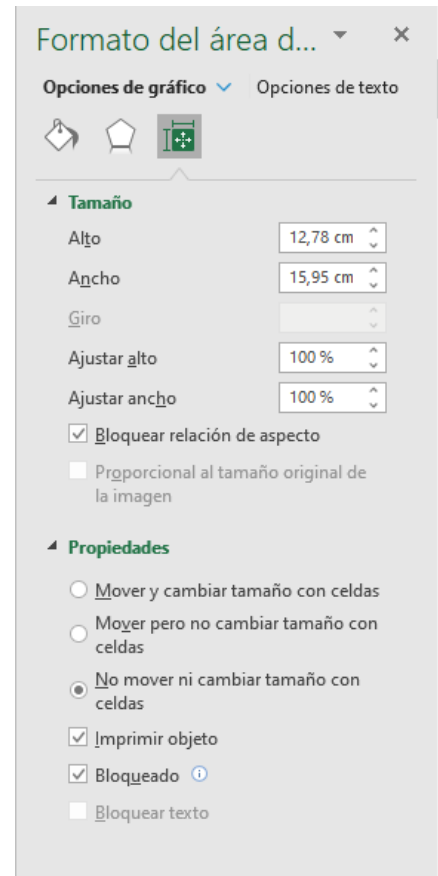 Formato del área d...
Opciones de gráfico Opciones de texto
Tamaño
Alto 12,78 cm
Ancho 15,95 cm
Giro
Ajustar alto 100 %
Ajustar ancho 100 %
Bloquear relación de aspecto
Proporcional al tamaño original de
la imagen
Propiedades
Mover y cambiar tamaño con celdas
Mover pero no cambiar tamaño con
celdas
No mover ni cambiar tamaño con
celdas
Imprimir objeto
Bloqueado
Bloquear texto